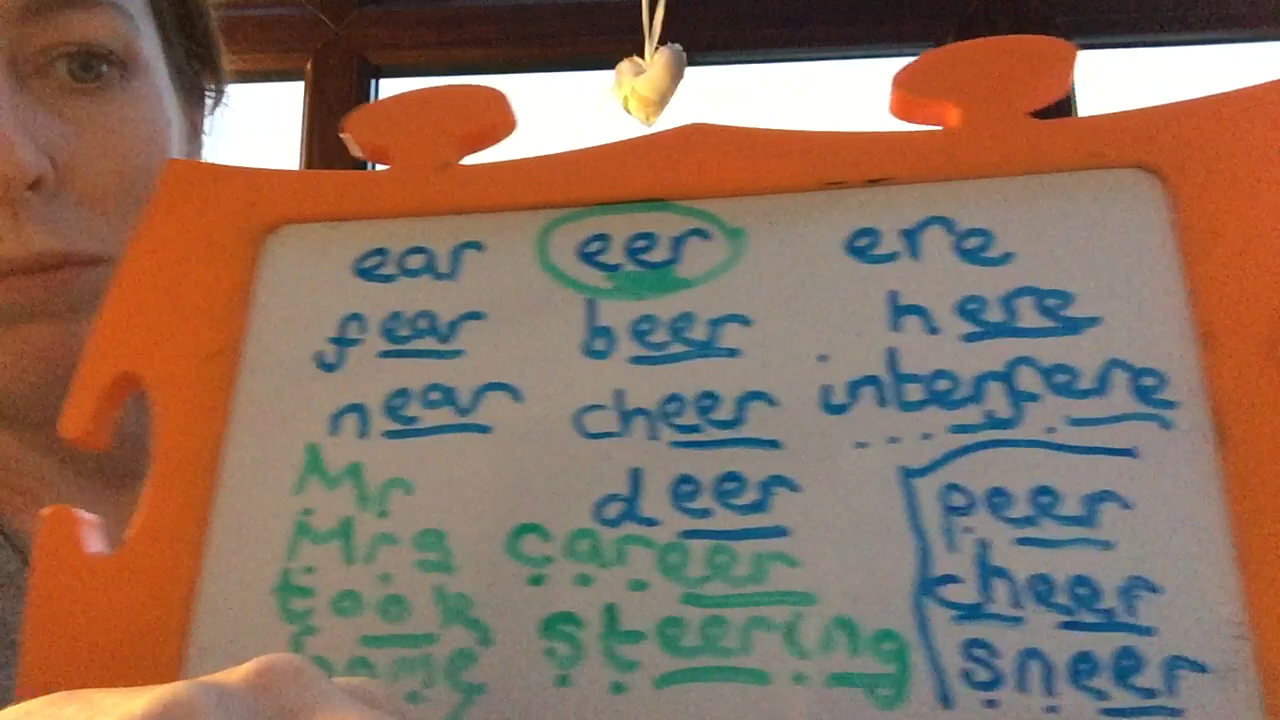 ear eer ere
fear beer here
near cheer interfere
Mr deer peer
Mrs career cheer
took steering sneer